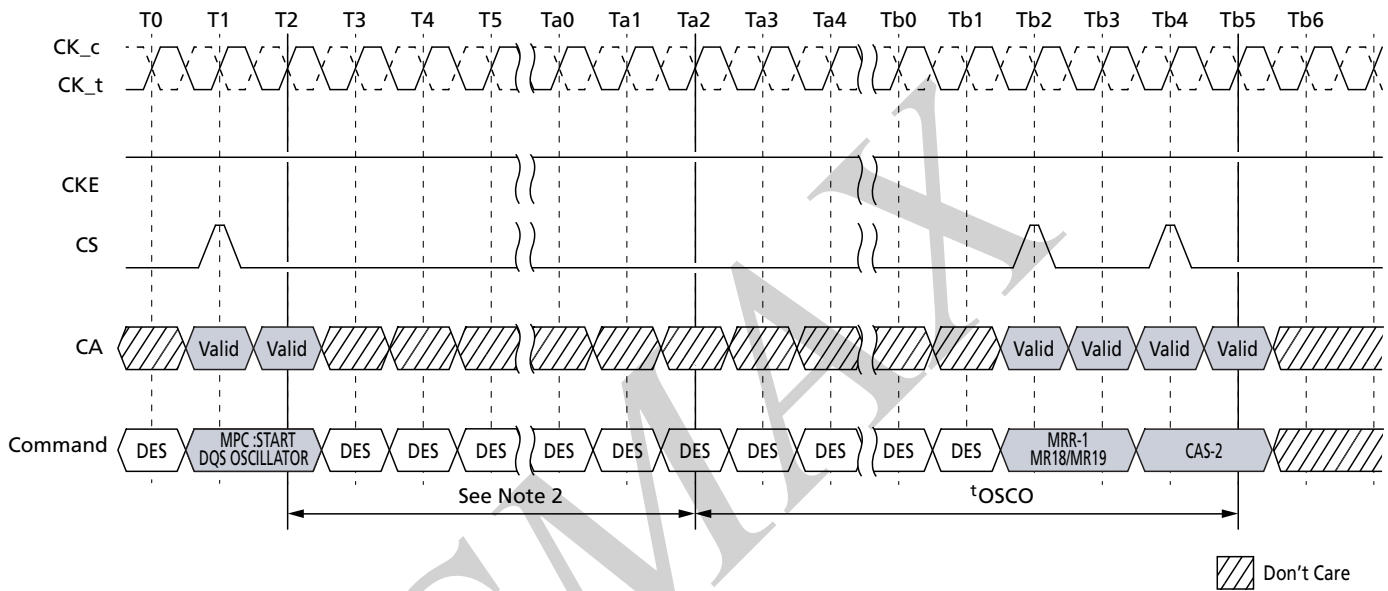 T0 T1 T2 T3 T4 T5 Ta0 Ta1 Ta2 Ta3 Ta4 Tb0 Tb1 Tb2 Tb3 Tb4 Tb5 Tb6
CK_c
CK_t
CKE
CS
CA Valid Valid Valid Valid Valid Valid
Command DES MPC :START DES DES DES DES DES DES DES DES DES DES MRR-1 CAS-2
DQS OSCILLATOR MR18/MR19
See Note 2 tOSCO
Don't Care